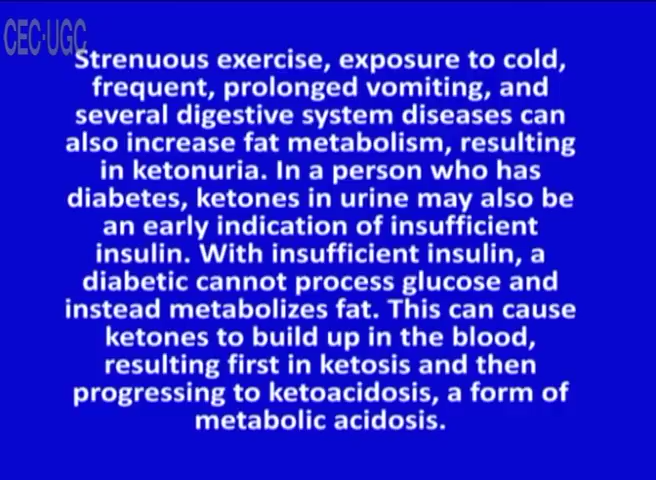 CEC-UGC
Strenuous exercise, exposure to cold,
frequent, prolonged vomiting, and
several digestive system diseases can
also increase fat metabolism, resulting
in ketonuria. In a person who has
diabetes, ketones in urine may also be
an early indication of insufficient
insulin. With insufficient insulin, a
diabetic cannot process glucose and
instead metabolizes fat. This can cause
ketones to build up in the blood,
resulting first in ketosis and then
progressing to ketoacidosis, a form of
metabolic acidosis.